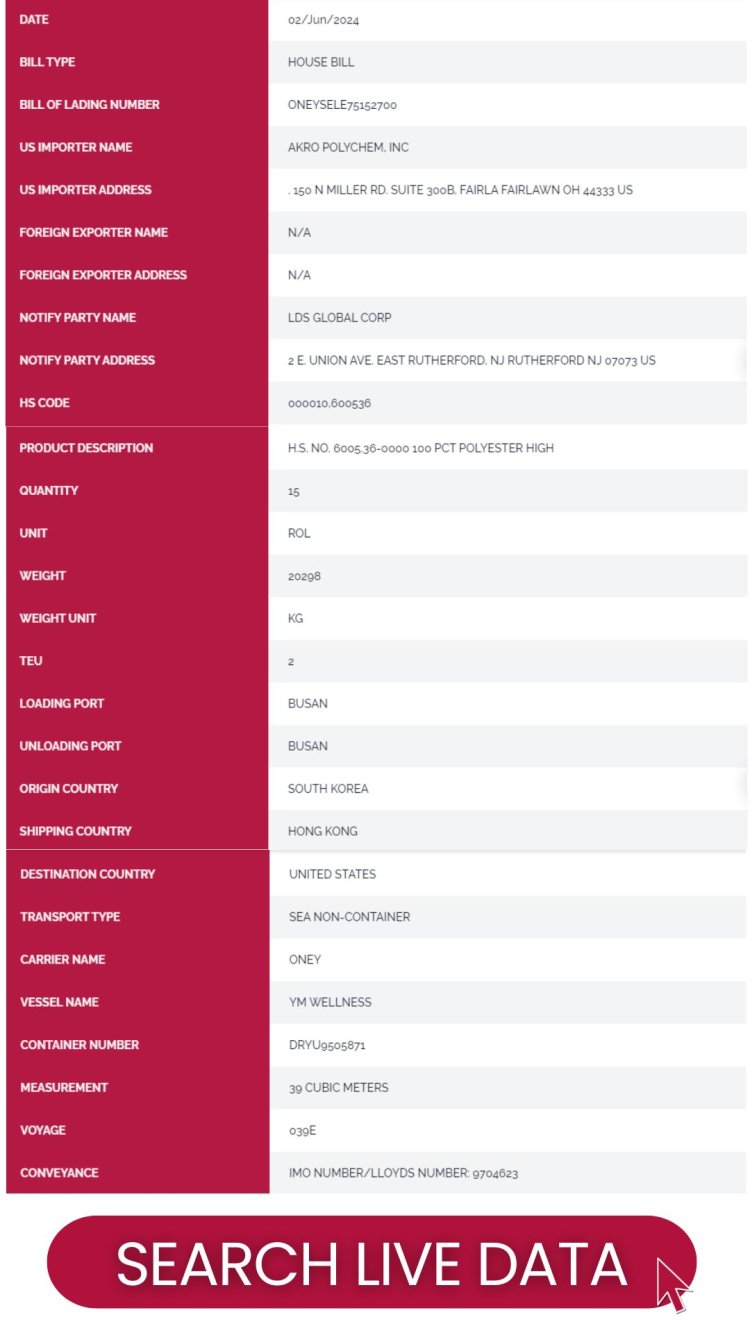 DATE 02/Jun/2024
BILL TYPE HOUSE BILL
BILL OF LADING NUMBER ONEYSELE75152700
US IMPORTER NAME AKRO POLYCHEM, INC
US IMPORTER ADDRESS . 150 N MILLER RD. SUITE 300B, FAIRLA FAIRLAWN OH 44333 US
FOREIGN EXPORTER NAME N/A
FOREIGN EXPORTER ADDRESS N/A
NOTIFY PARTY NAME LDS GLOBAL CORP
NOTIFY PARTY ADDRESS 2 E. UNION AVE. EAST RUTHERFORD, NJ RUTHERFORD NJ 07073 US
HS CODE 000010,600536
PRODUCT DESCRIPTION H.S. NO. 6005.36-0000 100 PCT POLYESTER HIGH
QUANTITY 15
UNIT ROL
WEIGHT 20298
WEIGHT UNIT KG
TEU 2
LOADING PORT BUSAN
UNLOADING PORT BUSAN
ORIGIN COUNTRY SOUTH KOREA
SHIPPING COUNTRY HONG KONG
DESTINATION COUNTRY UNITED STATES
TRANSPORT TYPE SEA NON-CONTAINER
CARRIER NAME ONEY
VESSEL NAME YM WELLNESS
CONTAINER NUMBER DRYU9505871
MEASUREMENT 39 CUBIC METERS
VOYAGE 039E
CONVEYANCE IMO NUMBER/LLOYDS NUMBER: 9704623
SEARCH LIVE DATA